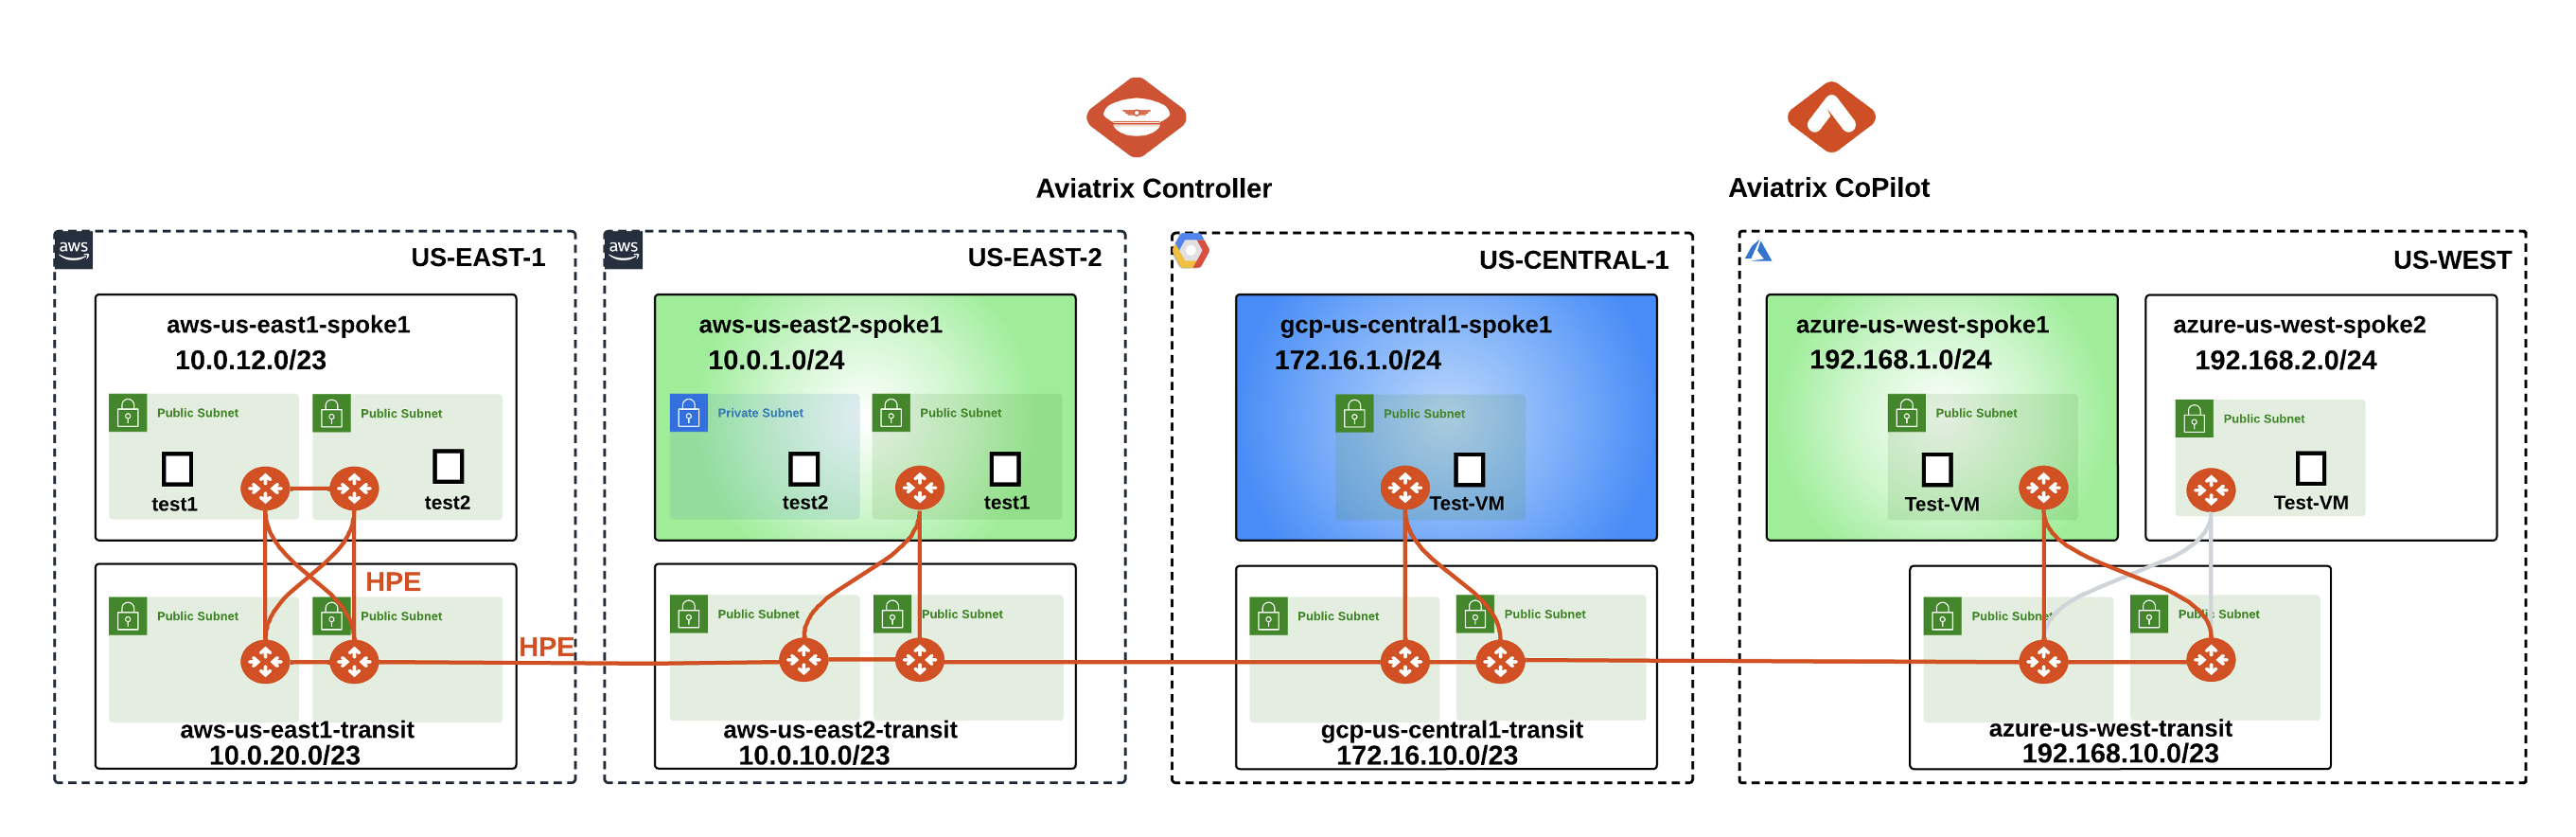 Aviatrix Controller
Aviatrix CoPilot
aws
US-EAST-1
aws-us-east1-spoke1
10.0.12.0/23
Public Subnet
Public Subnet
test1
test2
HPE
Public Subnet
Public Subnet
HPE
aws-us-east1-transit
10.0.20.0/23
aws
US-EAST-2
aws-us-east2-spoke1
10.0.1.0/24
Private Subnet
Public Subnet
test2
test1
Public Subnet
Public Subnet
aws-us-east2-transit
10.0.10.0/23
US-CENTRAL-1
gcp-us-central1-spoke1
172.16.1.0/24
Public Subnet
Test-VM
Public Subnet
Public Subnet
gcp-us-central1-transit
172.16.10.0/23
US-WEST
azure-us-west-spoke1
192.168.1.0/24
Public Subnet
Test-VM
azure-us-west-spoke2
192.168.2.0/24
Public Subnet
Test-VM
Public Subnet
Public Subnet
azure-us-west-transit
192.168.10.0/23